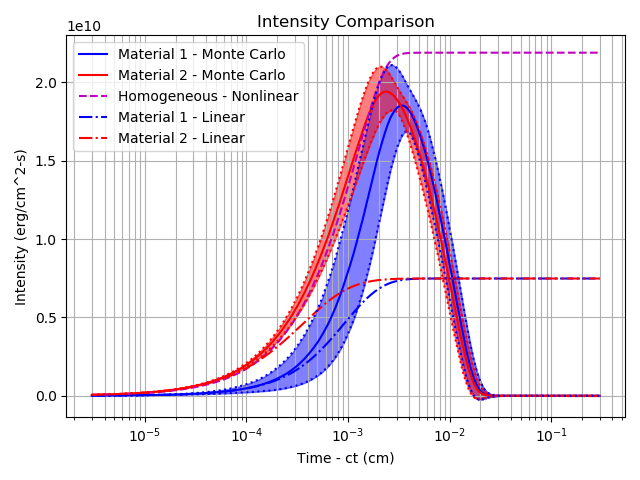 Intensity Comparison
1e10
Material 1 - Monte Carlo
Material 2 - Monte Carlo
Homogeneous - Nonlinear
Material 1 - Linear
Material 2 - Linear
Intensity (erg/cm^2-s)
2.0
1.5
1.0
0.5
0.0
10⁻⁵
10⁻⁴
10⁻³
10⁻²
10⁻¹
Time - ct (cm)